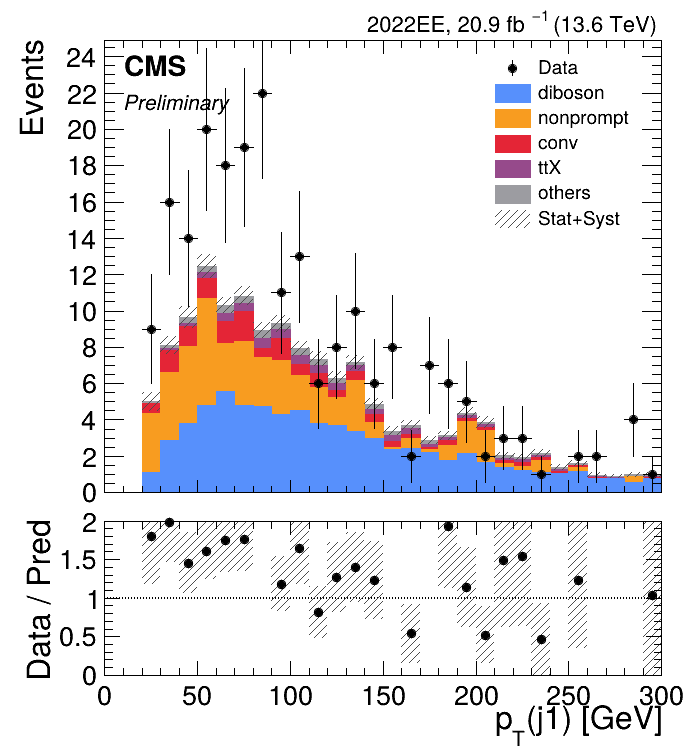 2022EE, 20.9 fb ⁻¹ (13.6 TeV)
CMS
Preliminary
Events
24
22
20
18
16
14
12
10
8
6
4
2
0
Data
diboson
nonprompt
conv
ttX
others
Stat+Syst
Data / Pred
2
1.5
1
0.5
0
0 50 100 150 200 250 300
p_T(j1) [GeV]